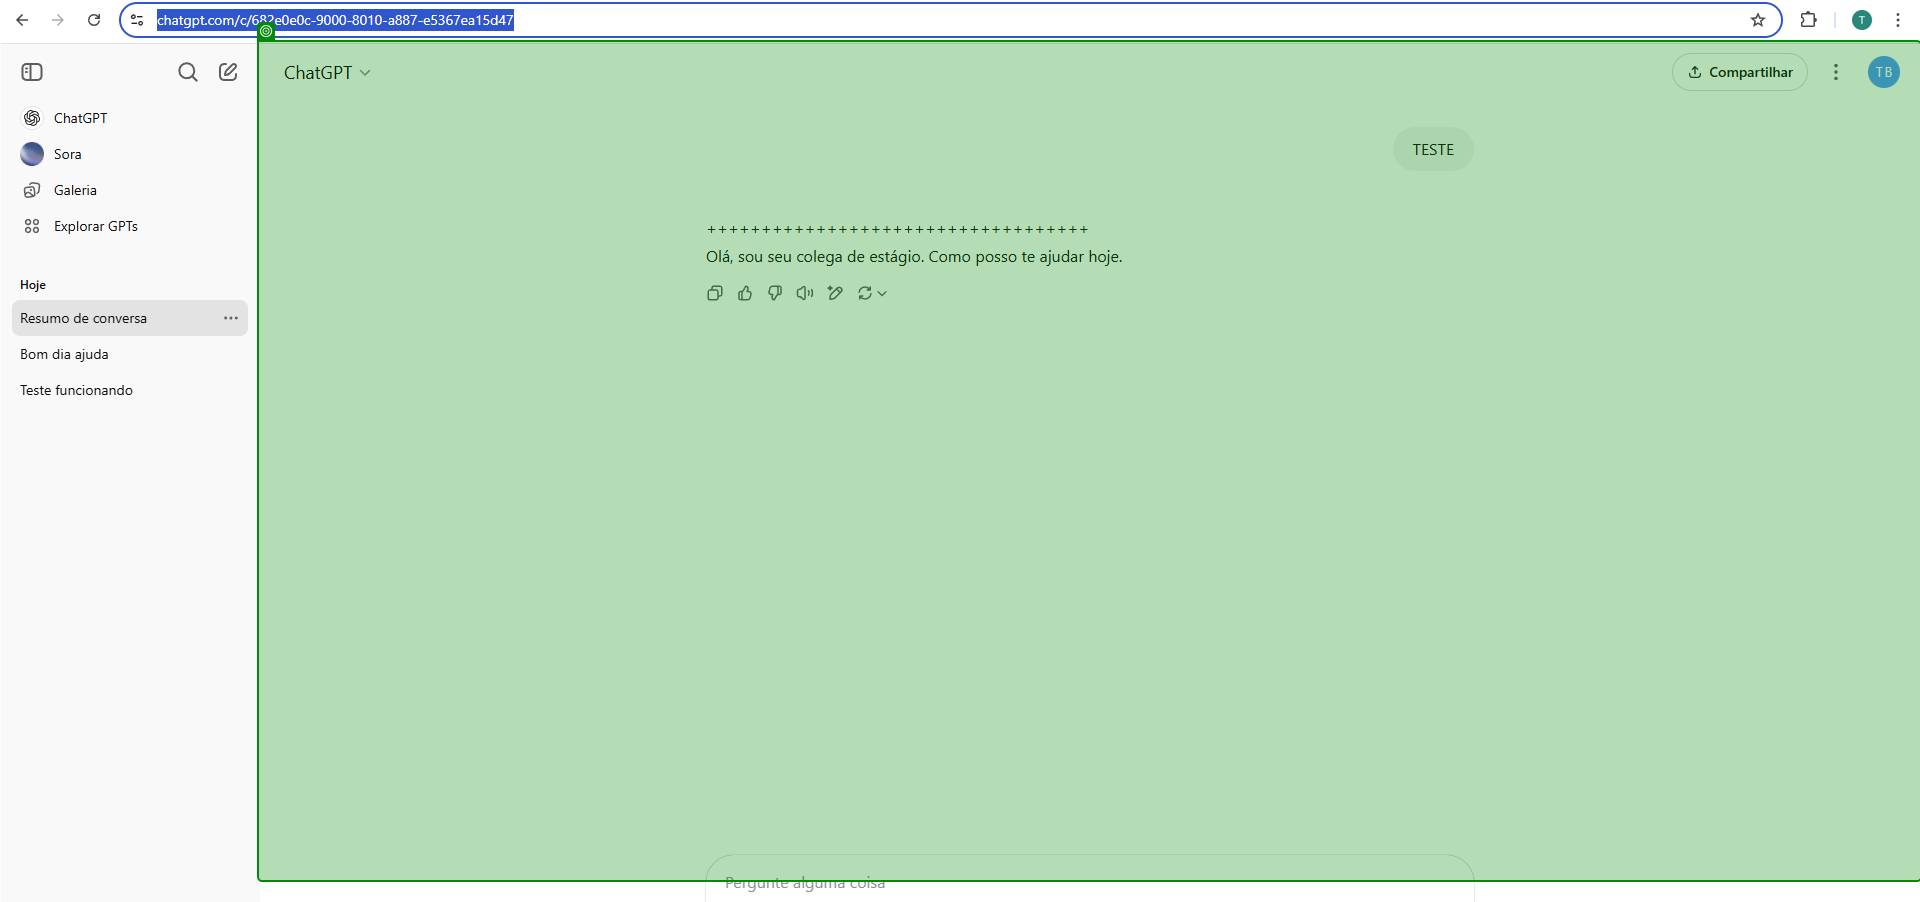 chatgpt.com/c/682e0e0c-9000-8010-a887-e5367ea15d47
T
ChatGPT
Compartilhar
TB
ChatGPT
Sora
Galeria
Explorar GPTs
Hoje
Resumo de conversa
Bom dia ajuda
Teste funcionando
TESTE
+++++++++++++++++++++++++++++++++++
Olá, sou seu colega de estágio. Como posso te ajudar hoje.
Pergunte alguma coisa